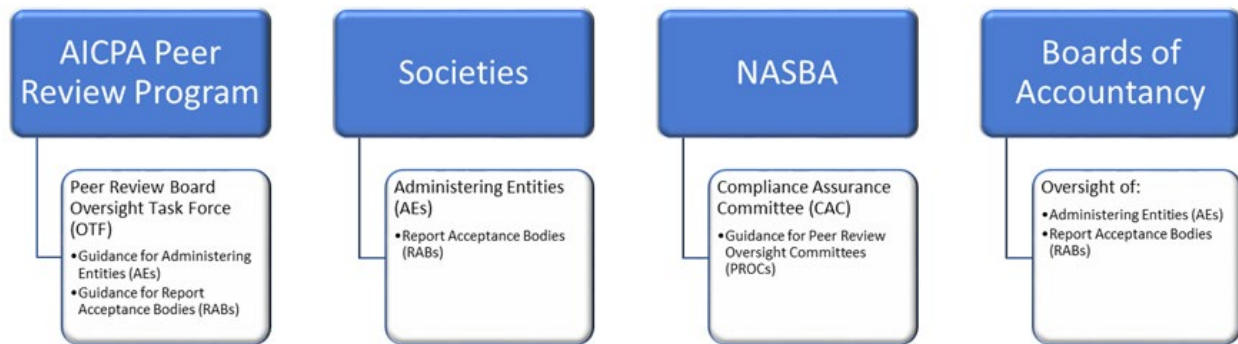 AICPA Peer
Review Program
Peer Review Board
Oversight Task Force
(OTF)
•Guidance for Administering
Entities (AEs)
•Guidance for Report
Acceptance Bodies (RABs)
Societies
Administering Entities
(AEs)
•Report Acceptance Bodies
(RABs)
NASBA
Compliance Assurance
Committee (CAC)
•Guidance for Peer Review
Oversight Committees
(PROCs)
Boards of
Accountancy
Oversight of:
•Administering Entities (AEs)
•Report Acceptance Bodies
(RABs)